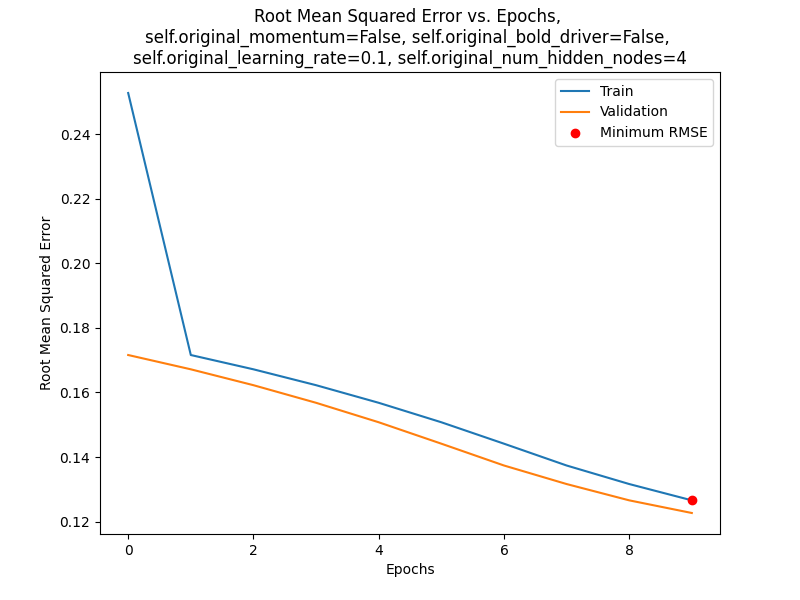 Root Mean Squared Error vs. Epochs,
self.original_momentum=False, self.original_bold_driver=False,
self.original_learning_rate=0.1, self.original_num_hidden_nodes=4
Train
Validation
Minimum RMSE
0.24
0.22
0.20
0.18
0.16
0.14
0.12
Root Mean Squared Error
0 2 4 6 8
Epochs